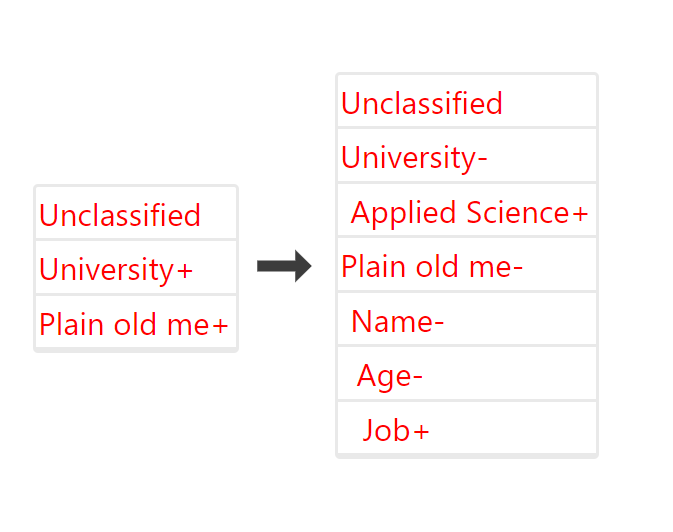 Unclassified
University+
Plain old me+
Unclassified
University-
Applied Science+
Plain old me-
Name-
Age-
Job+